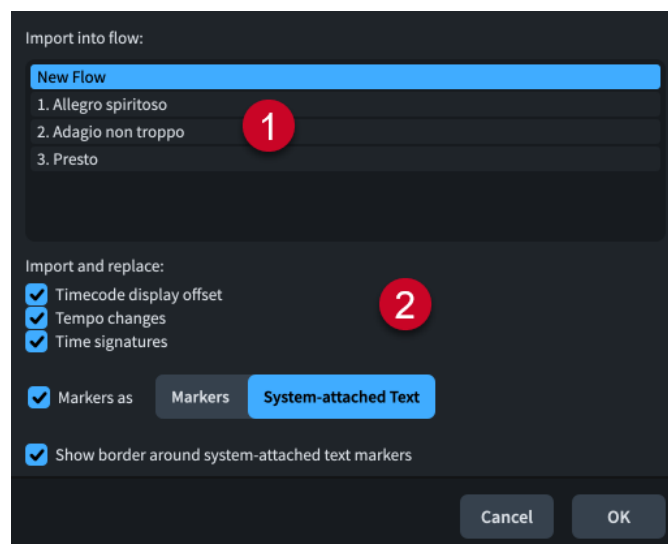 Import into flow:
New Flow
1. Allegro spiritoso
2. Adagio non troppo
3. Presto
1
Import and replace:
Timecode display offset
Tempo changes
Time signatures
2
Markers as Markers System-attached Text
Show border around system-attached text markers
Cancel OK